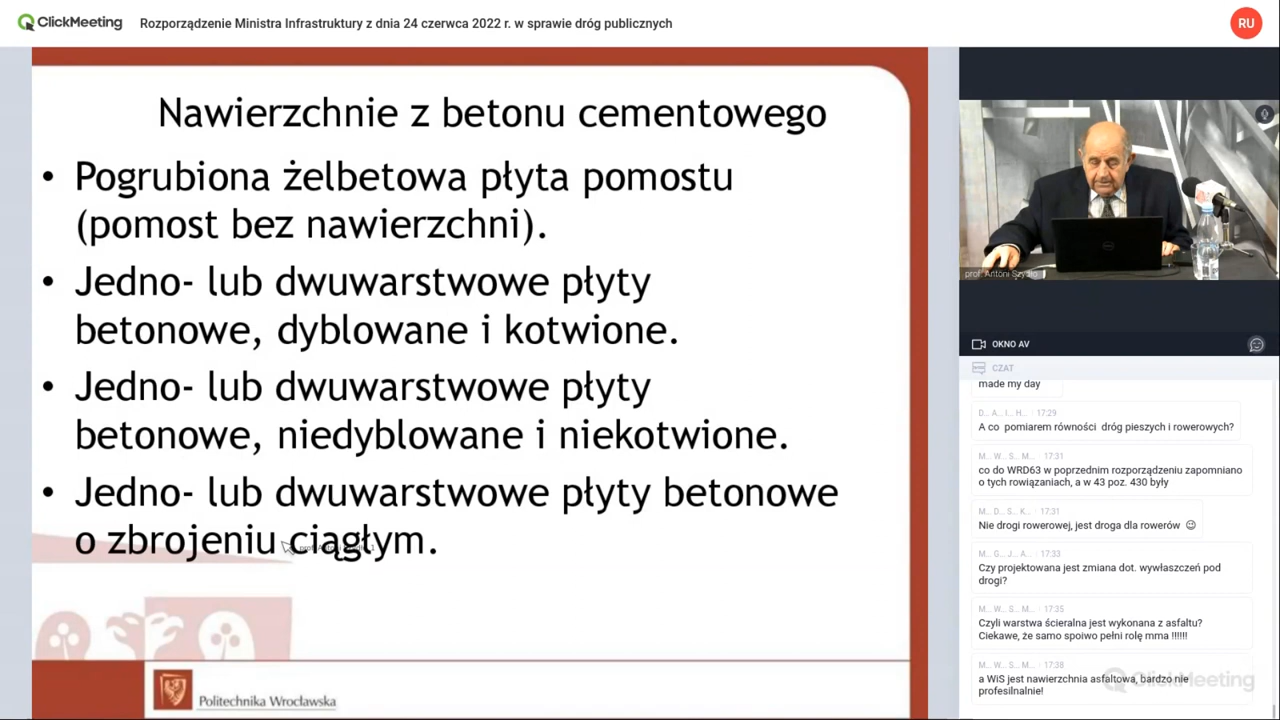 ClickMeeting
Rozporządzenie Ministra Infrastruktury z dnia 24 czerwca 2022 r. w sprawie dróg publicznych
RU
Nawierzchnie z betonu cementowego
• Pogrubiona żelbetowa płyta pomostu
(pomost bez nawierzchni).
• Jedno- lub dwuwarstwowe płyty
betonowe, dyblowane i kotwione.
• Jedno- lub dwuwarstwowe płyty
betonowe, niedyblowane i niekotwione.
• Jedno- lub dwuwarstwowe płyty betonowe
o zbrojeniu ciągłym.
Politechnika Wrocławska
prof. Antoni Szydło
OKNO AV
CZAT
made my day
D... A... I... H... · 17:29
A co pomiarem równości dróg pieszych i rowerowych?
M... W... S... M... · 17:31
co do WRD63 w poprzednim rozporządzeniu zapomniano
o tych rowiązaniach, a w 43 poz. 430 były
M... D... S... K... · 17:31
Nie drogi rowerowej, jest droga dla rowerów 😉
M... G... J... A... · 17:33
Czy projektowana jest zmiana dot. wywłaszczeń pod
drogi?
M... W... S... M... · 17:35
Czyli warstwa ścieralna jest wykonana z asfaltu?
Ciekawe, że samo spoiwo pełni rolę mma !!!!!!
M... W... S... M... · 17:38
a WiS jest nawierzchnia asfaltowa, bardzo nie
profesilnalnie!
ClickMeeting